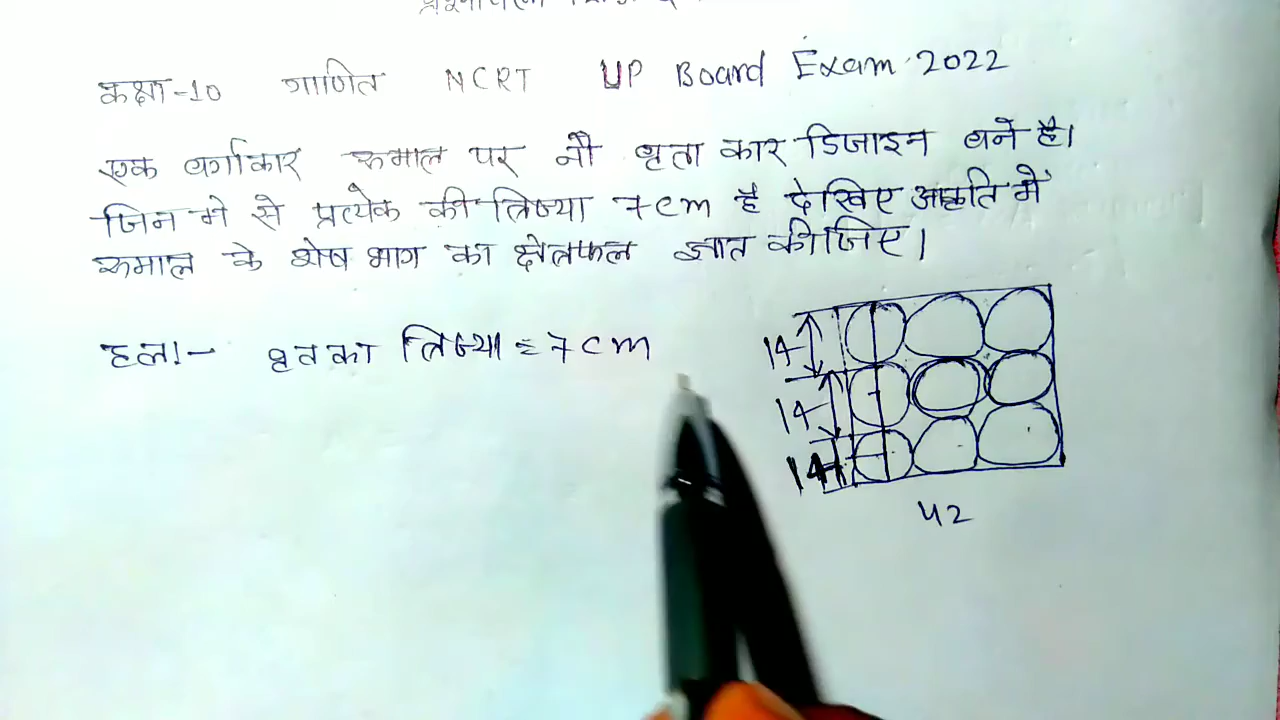 कक्षा-10 गणित NCRT UP Board Exam 2022
एक वर्गाकार रूमाल पर नौ वृता कार डिजाइन बने है।
जिन मे से प्रत्येक की त्रिज्या 7cm है देखिए आकृति में
रूमाल के शेष भाग का क्षेत्रफल ज्ञात कीजिए।
हल।- वृत का त्रिज्या = 7cm
14
14
14
42